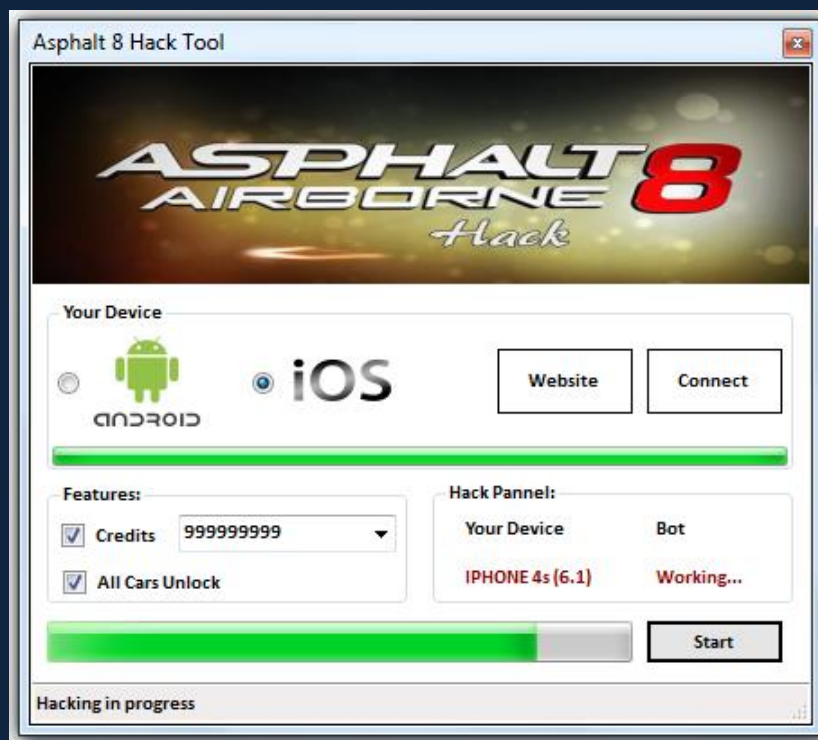 Asphalt 8 Hack Tool
ASPHALT 8
AIRBORNE
Hack
Your Device
android
iOS
Website
Connect
Features:
Credits 999999999
All Cars Unlock
Hack Pannel:
Your Device Bot
IPHONE 4s (6.1) Working...
Start
Hacking in progress